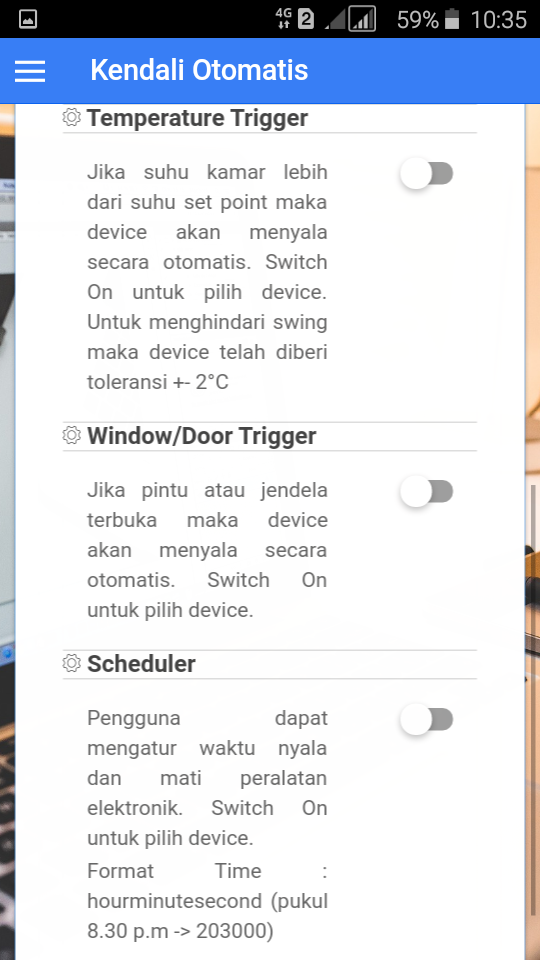 4G 2 59% 10:35
Kendali Otomatis
Temperature Trigger
Jika suhu kamar lebih
dari suhu set point maka
device akan menyala
secara otomatis. Switch
On untuk pilih device.
Untuk menghindari swing
maka device telah diberi
toleransi +- 2°C
Window/Door Trigger
Jika pintu atau jendela
terbuka maka device
akan menyala secara
otomatis. Switch On
untuk pilih device.
Scheduler
Pengguna dapat
mengatur waktu nyala
dan mati peralatan
elektronik. Switch On
untuk pilih device.
Format Time :
hourminutesecond (pukul
8.30 p.m -> 203000)